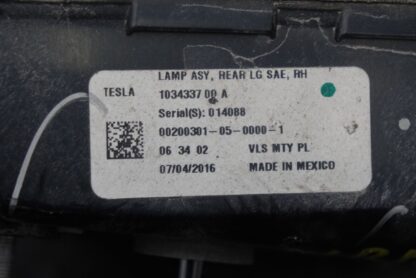 LAMP ASY, REAR LG SAE, RH
TESLA 1034337 00 A
Serial(S): 014088
00200301-05-0000-1
06 34 02 VLS MTY PL
07/04/2016 MADE IN MEXICO